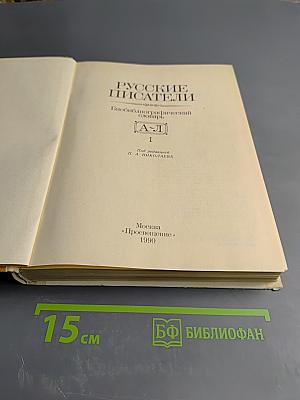 РУССКИЕ
ПИСАТЕЛИ
Биобиблиографический
словарь
А-Л
1
Под редакцией
П. А. НИКОЛАЕВА
Москва
«Просвещение»
1990
15 см
БФ БИБЛИОФАН